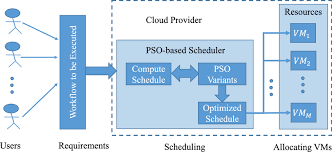 Cloud Provider
Resources
Workflow to be Executed
PSO-based Scheduler
Compute
Schedule
PSO
Variants
Optimized
Schedule
VM1
VM2
VMM
Users
Requirements
Scheduling
Allocating VMs